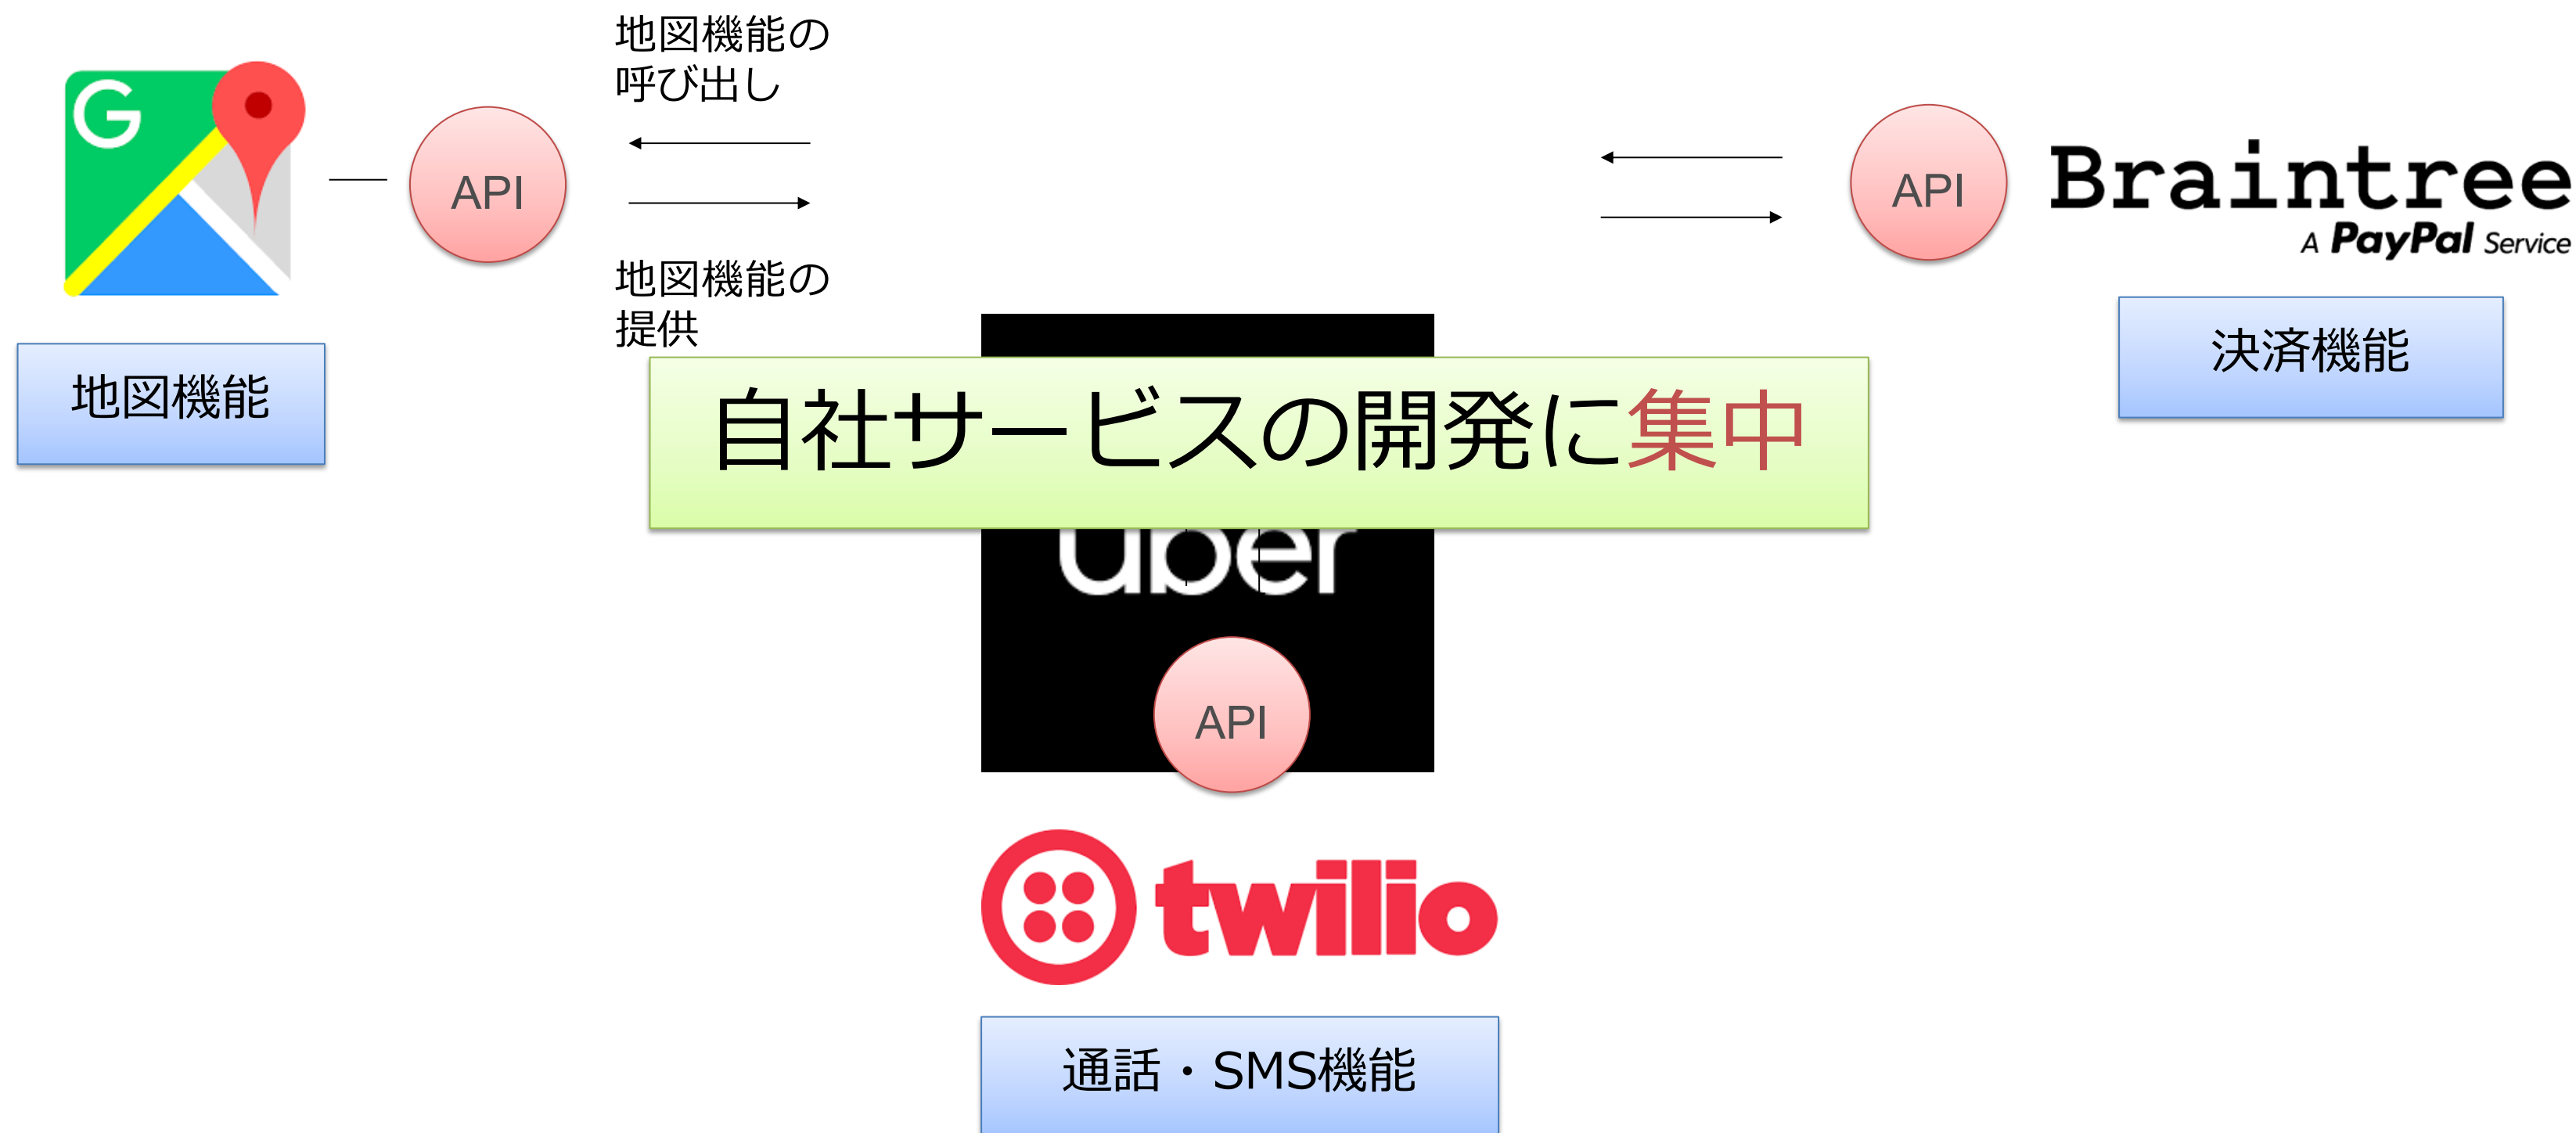 地図機能の
呼び出し
G
API
API
Braintree
A PayPal Service
地図機能の
提供
地図機能
決済機能
自社サービスの開発に集中
uber
API
twilio
通話・SMS機能